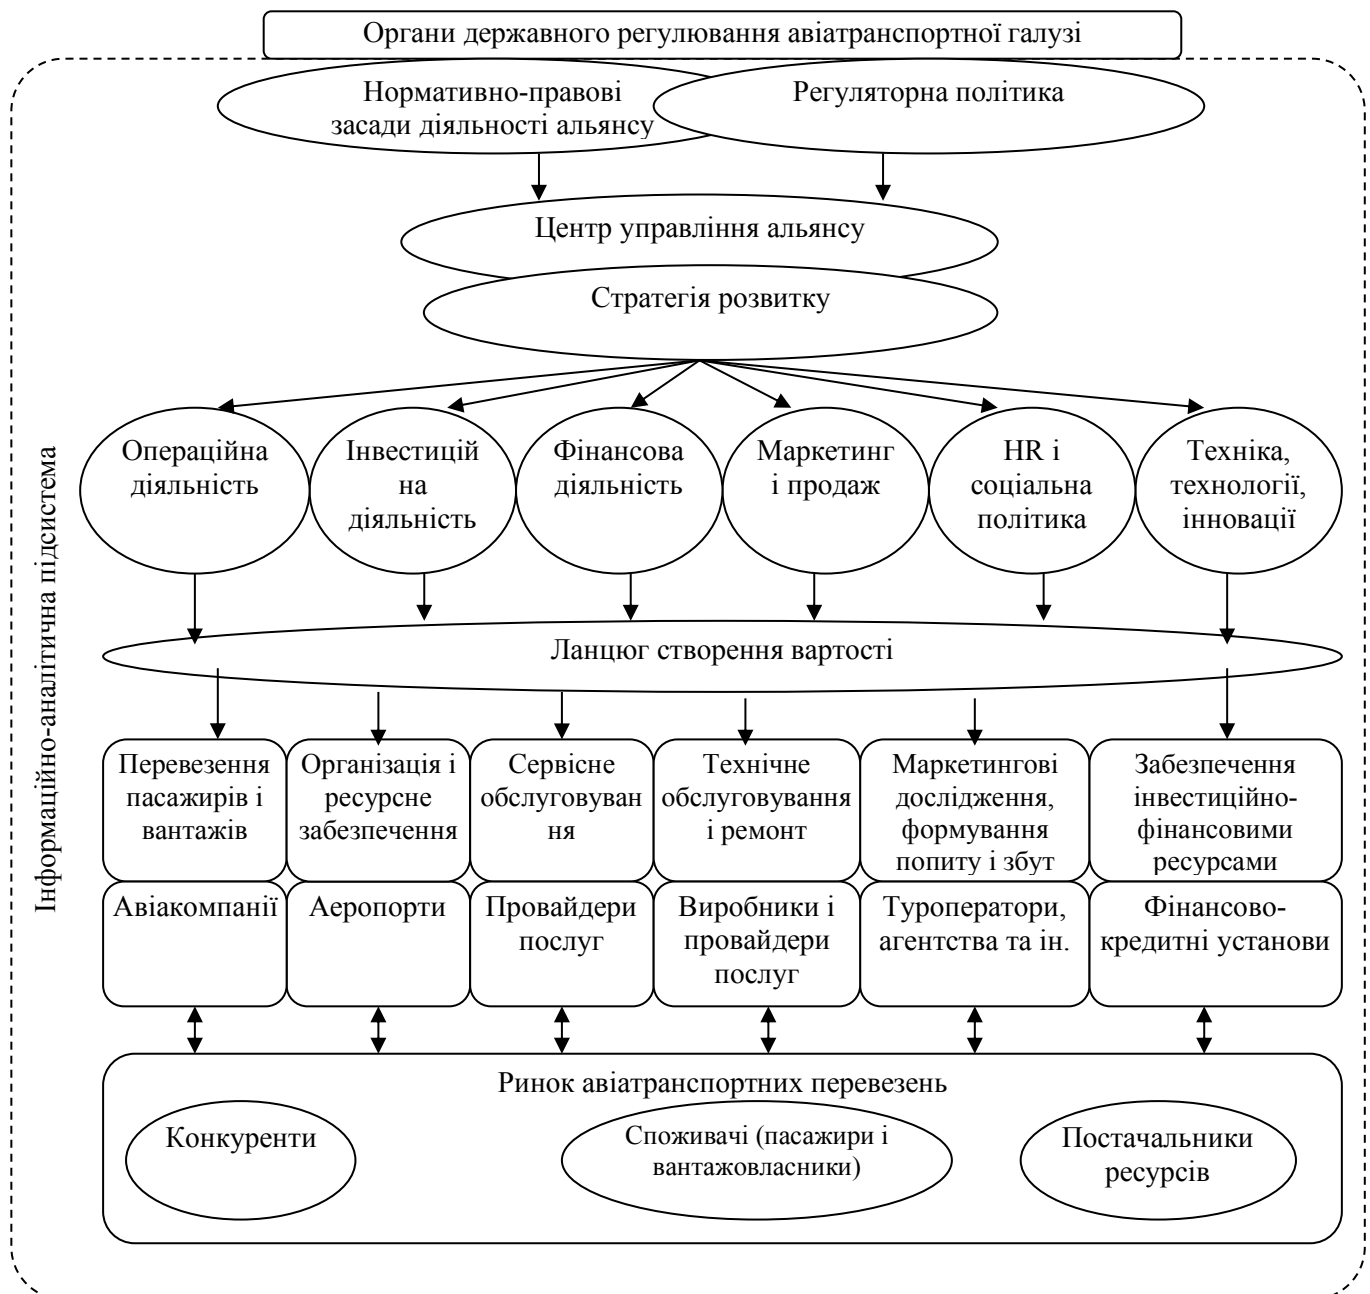 Органи державного регулювання авіатранспортної галузі
Нормативно-правові
засади діяльності альянсу
Регуляторна політика
Центр управління альянсу
Стратегія розвитку
Операційна
діяльність
Інвестицій
на
діяльність
Фінансова
діяльність
Маркетинг
і продаж
HR і
соціальна
політика
Техніка,
технології,
інновації
Інформаційно-аналітична підсистема
Ланцюг створення вартості
Перевезення
пасажирів і
вантажів
Організація і
ресурсне
забезпечення
Сервісне
обслуговуван
ня
Технічне
обслуговування
і ремонт
Маркетингові
дослідження,
формування
попиту і збут
Забезпечення
інвестиційно-
фінансовими
ресурсами
Авіакомпанії
Аеропорти
Провайдери
послуг
Виробники і
провайдери
послуг
Туроператори,
агентства та ін.
Фінансово-
кредитні установи
Ринок авіатранспортних перевезень
Конкуренти
Споживачі (пасажири і
вантажовласники)
Постачальники
ресурсів